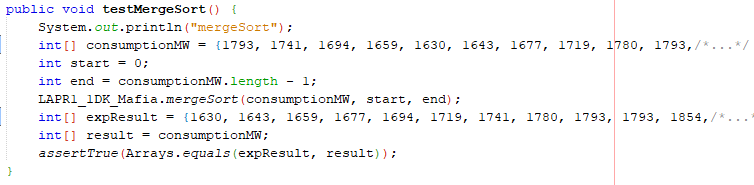 public void testMergeSort() {
System.out.println("mergeSort");
int[] consumptionMW = {1793, 1741, 1694, 1659, 1630, 1643, 1677, 1719, 1780, 1793,/*...*/
int start = 0;
int end = consumptionMW.length - 1;
LAPR1_1DK_Mafia.mergeSort(consumptionMW, start, end);
int[] expResult = {1630, 1643, 1659, 1677, 1694, 1719, 1741, 1780, 1793, 1793, 1854,/*...*
int[] result = consumptionMW;
assertTrue(Arrays.equals(expResult, result));
}